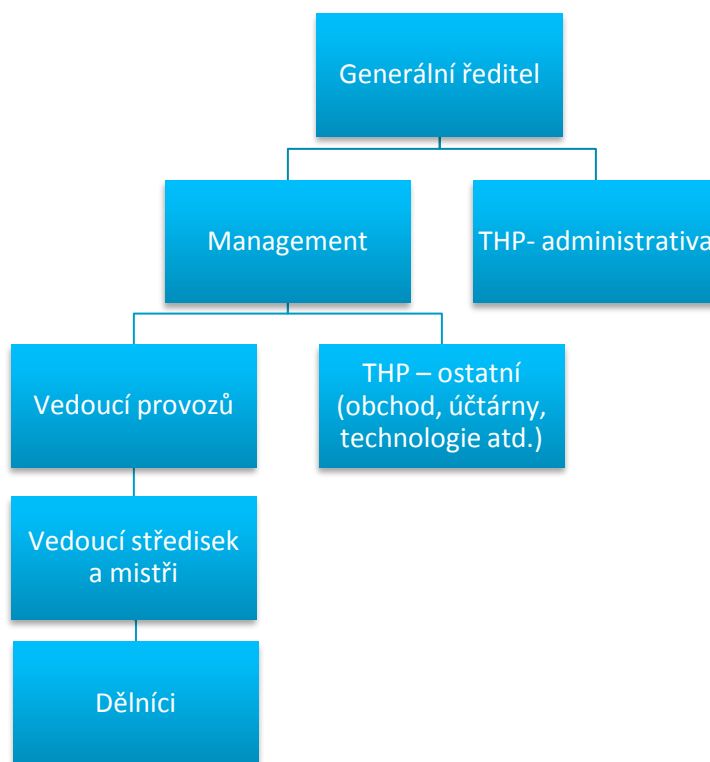 Generální ředitel
Management
THP- administrativa
Vedoucí provozů
THP – ostatní
(obchod, účtárny,
technologie atd.)
Vedoucí středisek
a mistři
Dělníci